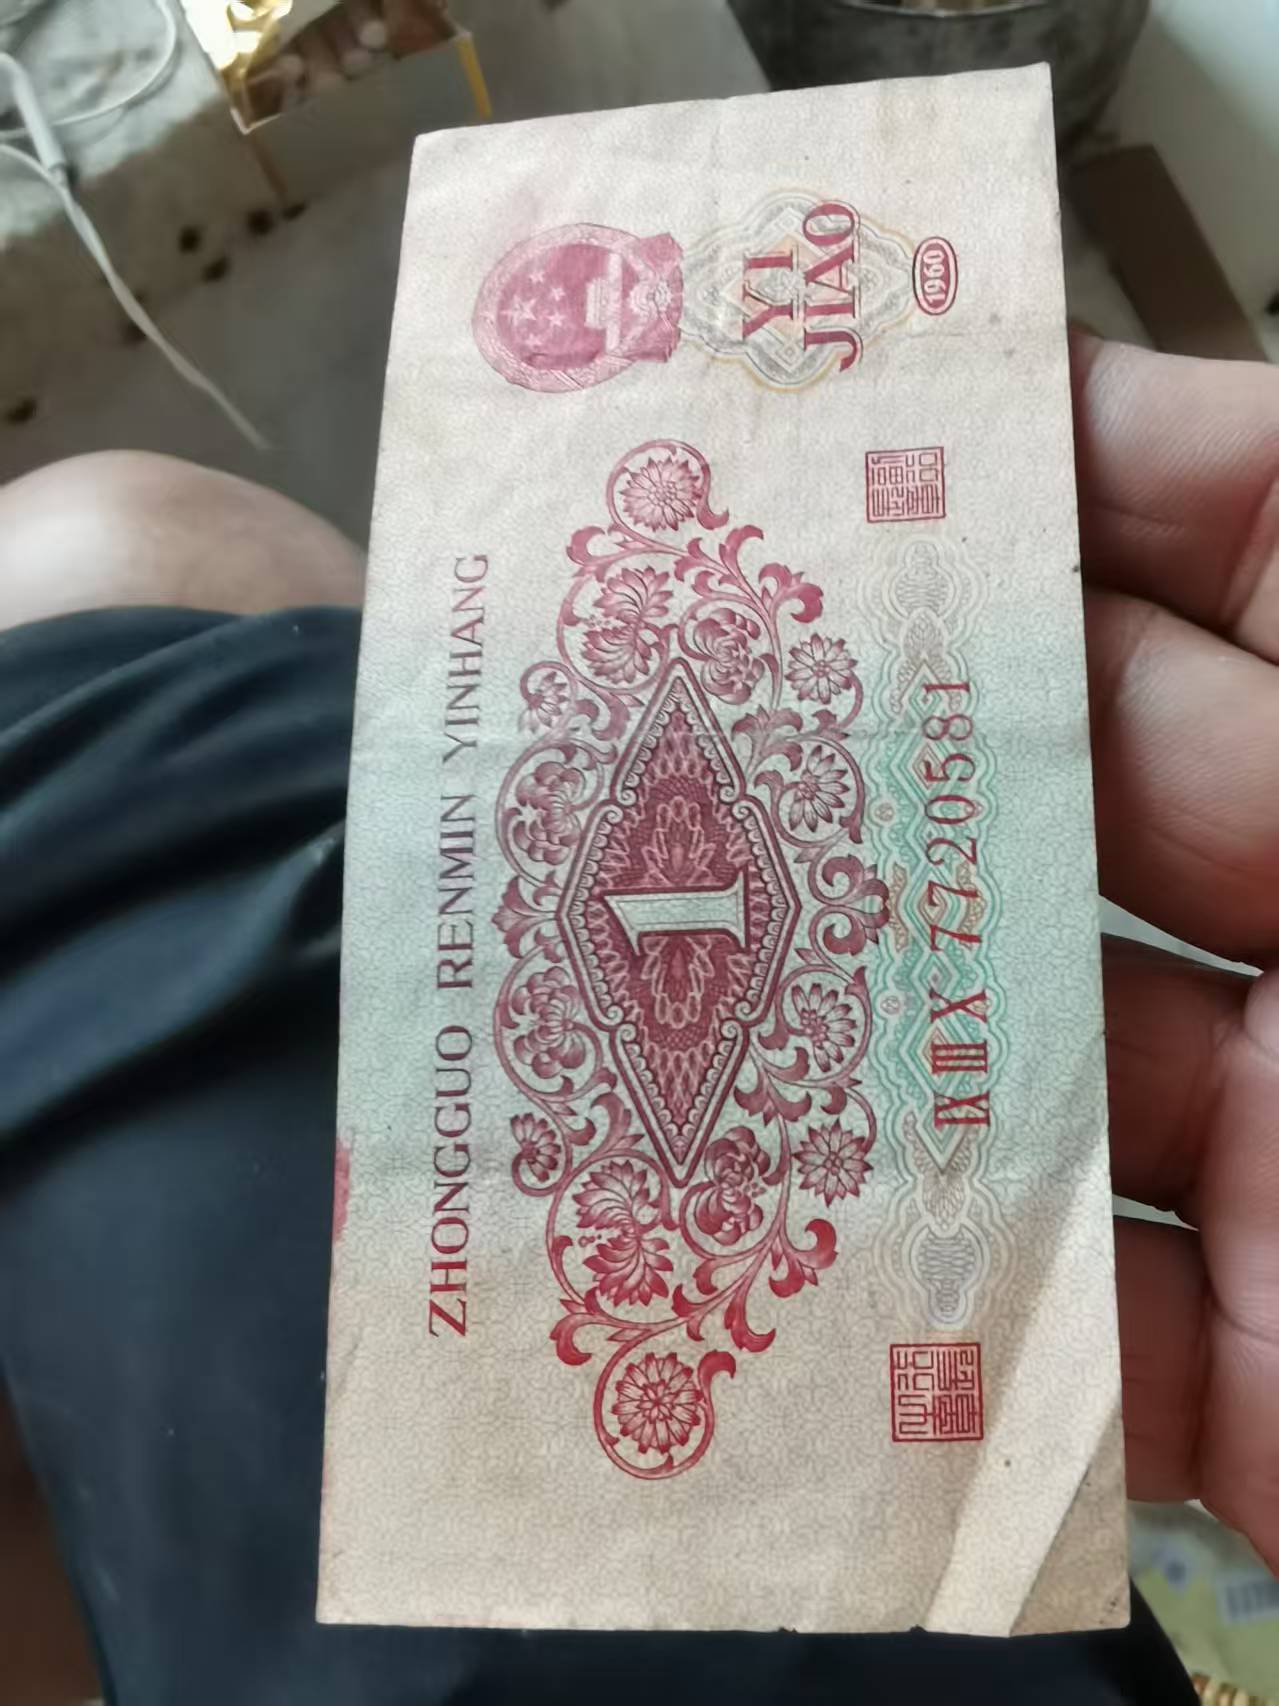 ZHONGGUO RENMIN YINHANG
YI
JIAO
1
ⅨⅢⅩ 7720581
1960